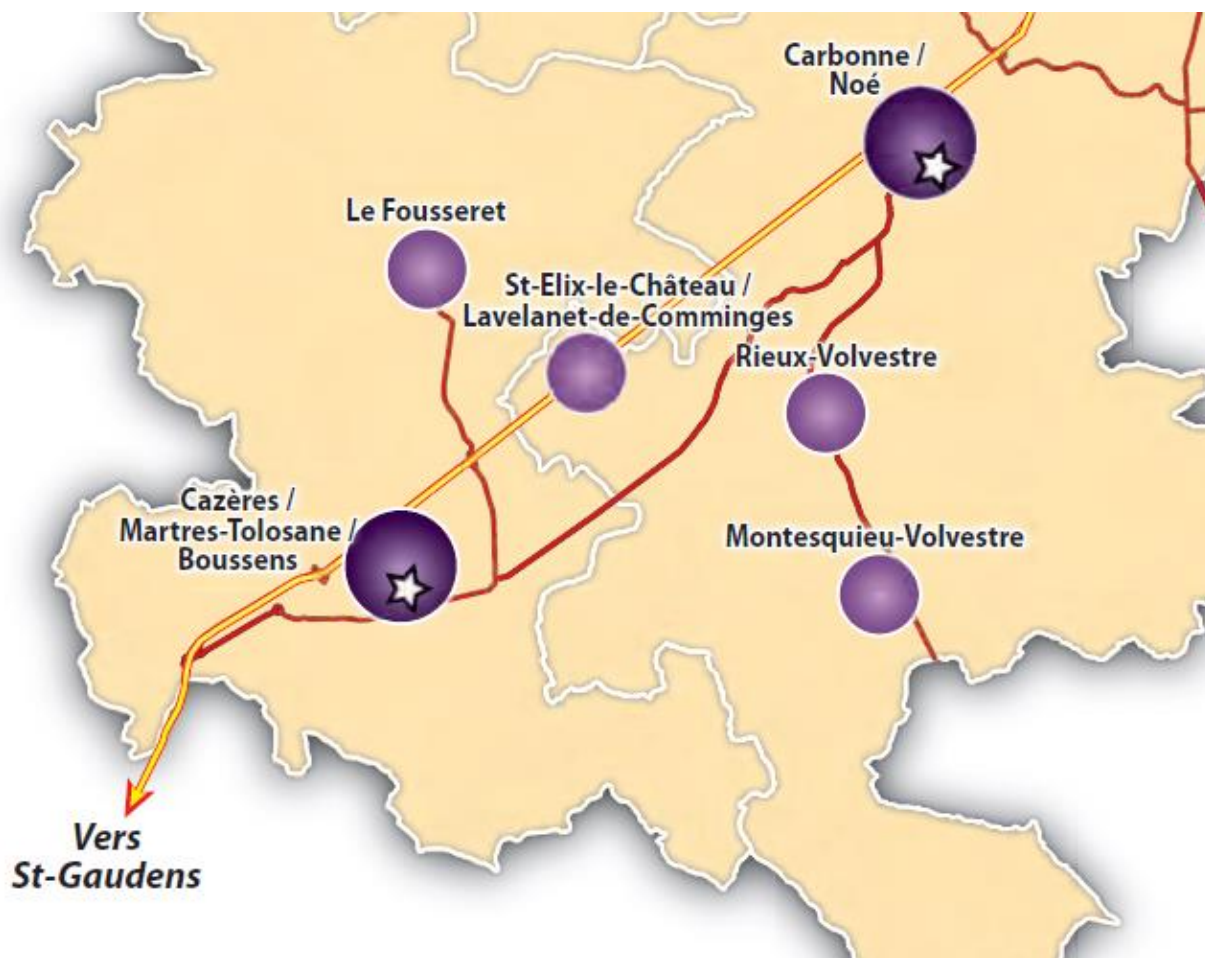 Carbonne /
Noé
Le Fousseret
St-Elix-le-Château /
Lavelanet-de-Comminges
Rieux-Volvestre
Cazères /
Martres-Tolosane /
Boussens
Montesquieu-Volvestre
Vers
St-Gaudens